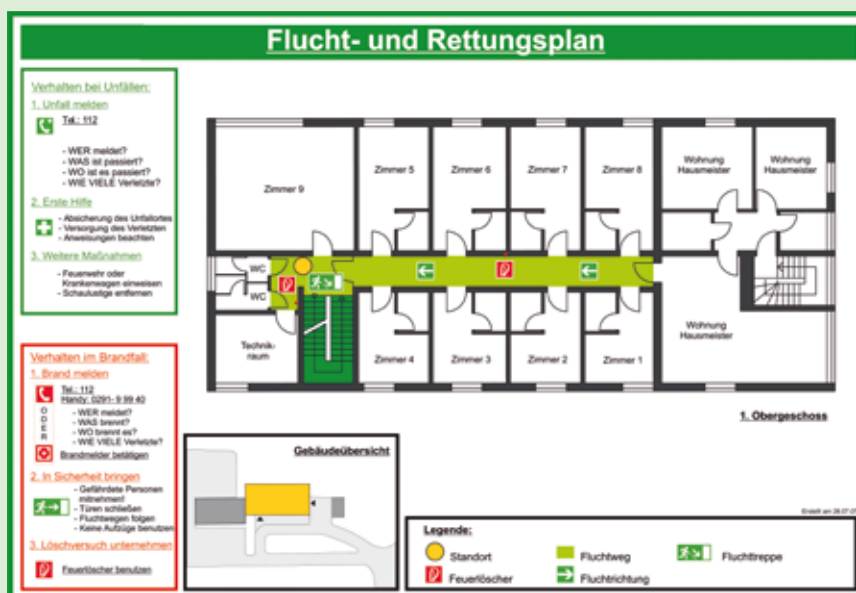 Flucht- und Rettungsplan
Verhalten bei Unfällen:
1. Unfall melden
Tel.: 112
- WER meldet?
- WAS ist passiert?
- WO ist es passiert?
- WIE VIELE Verletzte?
2. Erste Hilfe
- Absicherung des Unfallortes
- Versorgung des Verletzten
- Anweisungen beachten
3. Weitere Maßnahmen
- Feuerwehr oder
Krankenwagen einweisen
- Schaulustige entfernen
Verhalten im Brandfall:
1. Brand melden
Tel.: 112
Handy: 0291- 9 99 40
ODER
- WER meldet?
- WAS brennt?
- WO brennt es?
- WIE VIELE Verletzte?
Brandmelder betätigen
2. In Sicherheit bringen
- Gefährdete Personen
mitnehmen!
- Türen schließen
- Fluchtwegen folgen
- Keine Aufzüge benutzen
3. Löschversuch unternehmen
Feuerlöscher benutzen
Zimmer 9
Zimmer 5
Zimmer 6
Zimmer 7
Zimmer 8
Wohnung
Hausmeister
Wohnung
Hausmeister
WC
WC
Technik-
raum
Zimmer 4
Zimmer 3
Zimmer 2
Zimmer 1
Wohnung
Hausmeister
1. Obergeschoss
Gebäudeübersicht
Erstellt am
Legende:
Standort
Fluchtweg
Fluchttreppe
Feuerlöscher
Fluchtrichtung